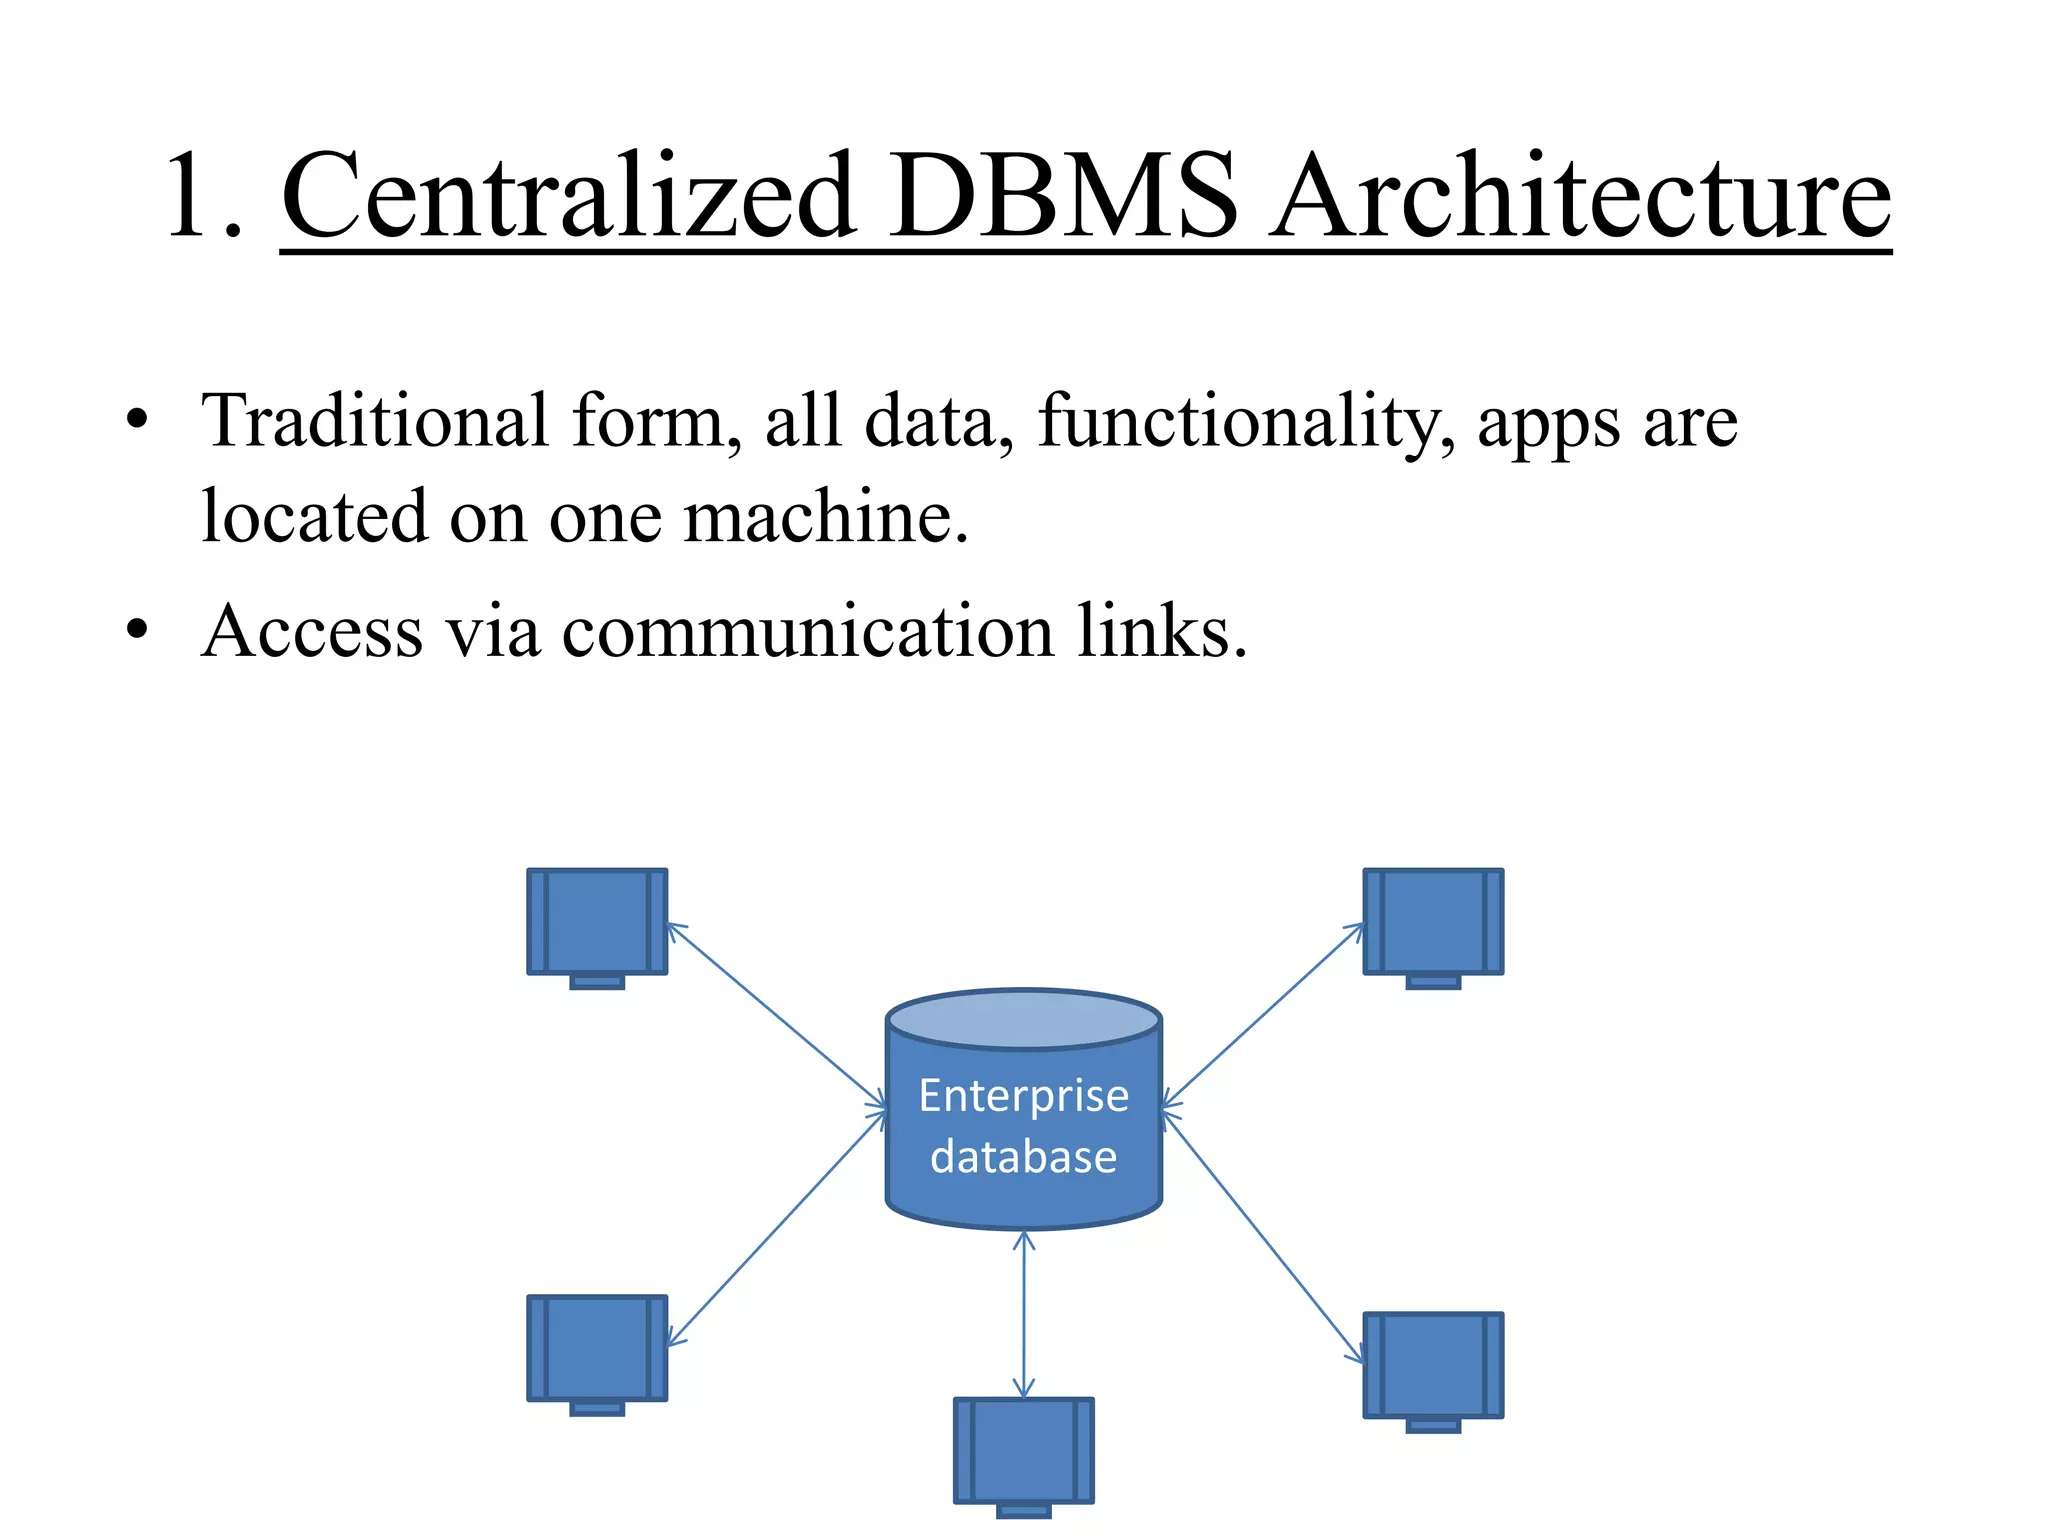 1. Centralized DBMS Architecture
• Traditional form, all data, functionality, apps are
located on one machine.
• Access via communication links.
Enterprise
database